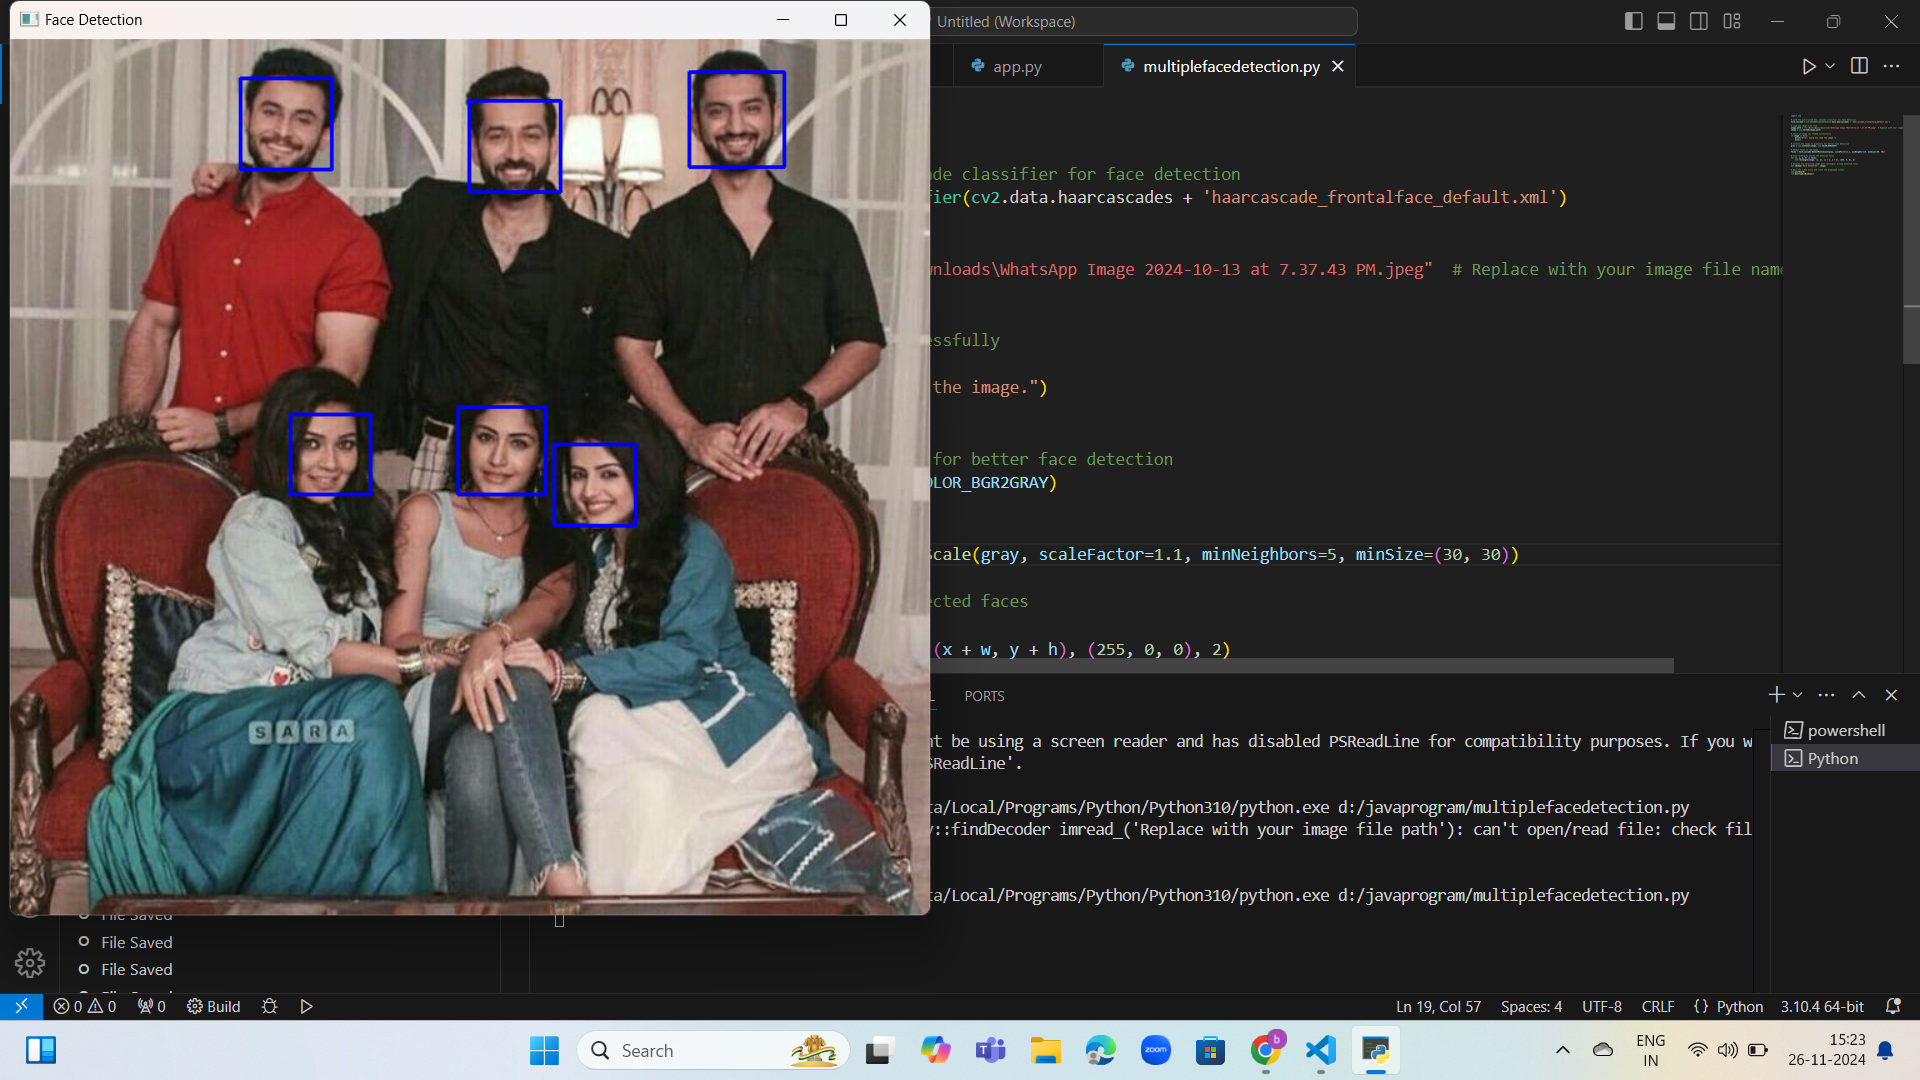 Face Detection
Untitled (Workspace)
app.py
multiplefacedetection.py
de classifier for face detection
fier(cv2.data.haarcascades + 'haarcascade_frontalface_default.xml')
wnloads\WhatsApp Image 2024-10-13 at 7.37.43 PM.jpeg"  # Replace with your image file name
essfully
the image.")
for better face detection
OLOR_BGR2GRAY)
Scale(gray, scaleFactor=1.1, minNeighbors=5, minSize=(30, 30))
ected faces
(x + w, y + h), (255, 0, 0), 2)
SARA
L PORTS
powershell
Python
nt be using a screen reader and has disabled PSReadLine for compatibility purposes. If you w
SReadLine'.
ta/Local/Programs/Python/Python310/python.exe d:/javaprogram/multiplefacedetection.py
y::findDecoder imread_('Replace with your image file path'): can't open/read file: check fil
ta/Local/Programs/Python/Python310/python.exe d:/javaprogram/multiplefacedetection.py
File Saved
File Saved
File Saved
0 0 0 Build
Ln 19, Col 57 Spaces: 4 UTF-8 CRLF {} Python 3.10.4 64-bit
Search
zoom
b
ENG
IN
15:23
26-11-2024